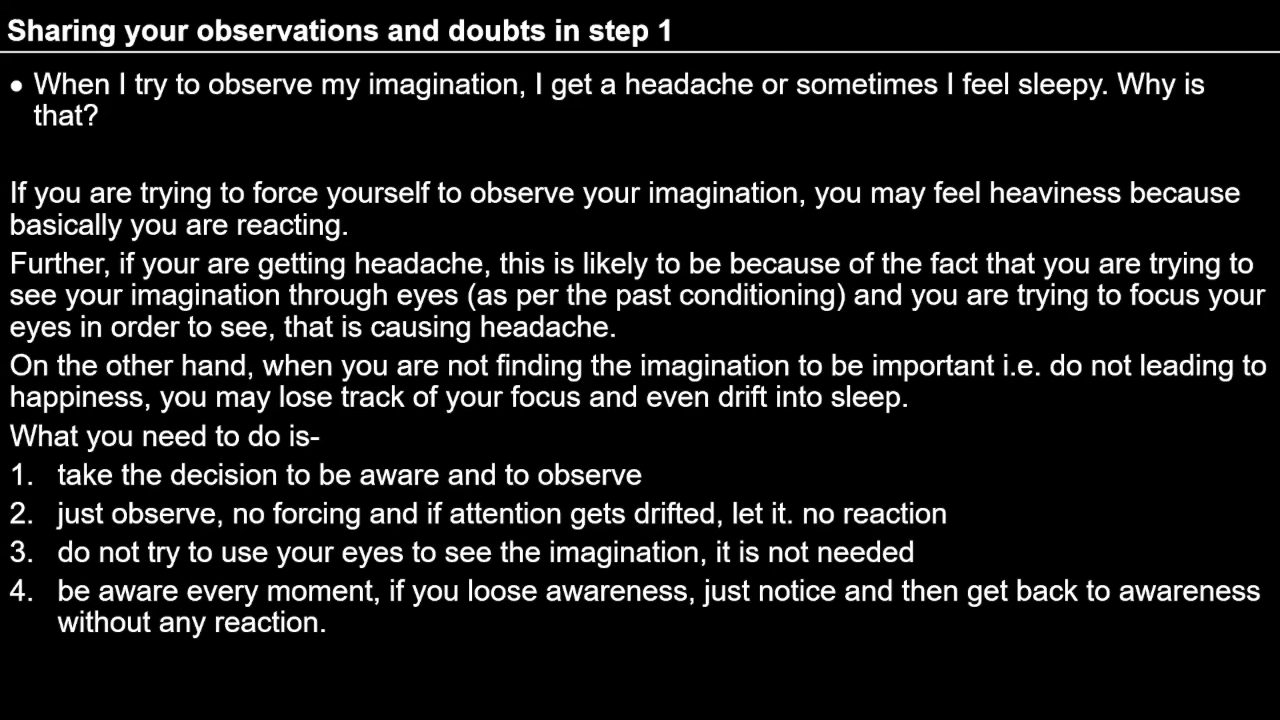 Sharing your observations and doubts in step 1
• When I try to observe my imagination, I get a headache or sometimes I feel sleepy. Why is
that?
If you are trying to force yourself to observe your imagination, you may feel heaviness because
basically you are reacting.
Further, if your are getting headache, this is likely to be because of the fact that you are trying to
see your imagination through eyes (as per the past conditioning) and you are trying to focus your
eyes in order to see, that is causing headache.
On the other hand, when you are not finding the imagination to be important i.e. do not leading to
happiness, you may lose track of your focus and even drift into sleep.
What you need to do is-
1. take the decision to be aware and to observe
2. just observe, no forcing and if attention gets drifted, let it. no reaction
3. do not try to use your eyes to see the imagination, it is not needed
4. be aware every moment, if you loose awareness, just notice and then get back to awareness
without any reaction.